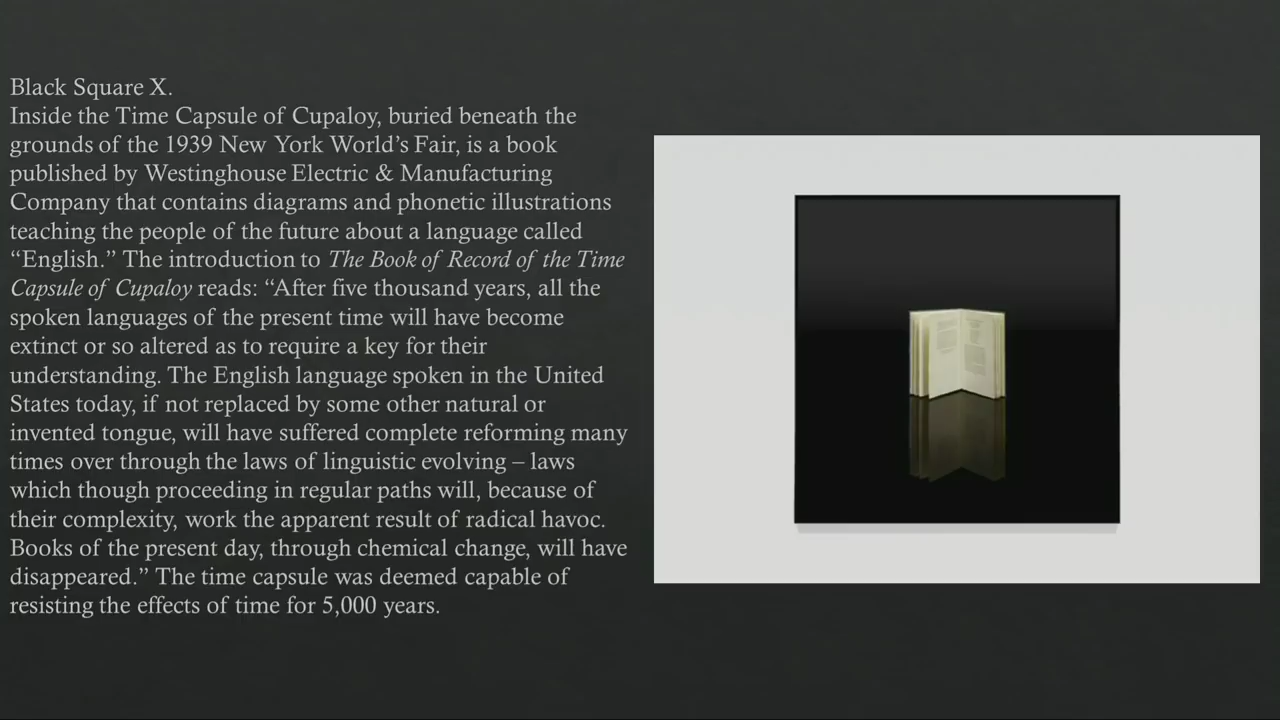 Black Square X.
Inside the Time Capsule of Cupaloy, buried beneath the
grounds of the 1939 New York World’s Fair, is a book
published by Westinghouse Electric & Manufacturing
Company that contains diagrams and phonetic illustrations
teaching the people of the future about a language called
“English.” The introduction to The Book of Record of the Time
Capsule of Cupaloy reads: “After five thousand years, all the
spoken languages of the present time will have become
extinct or so altered as to require a key for their
understanding. The English language spoken in the United
States today, if not replaced by some other natural or
invented tongue, will have suffered complete reforming many
times over through the laws of linguistic evolving – laws
which though proceeding in regular paths will, because of
their complexity, work the apparent result of radical havoc.
Books of the present day, through chemical change, will have
disappeared.” The time capsule was deemed capable of
resisting the effects of time for 5,000 years.